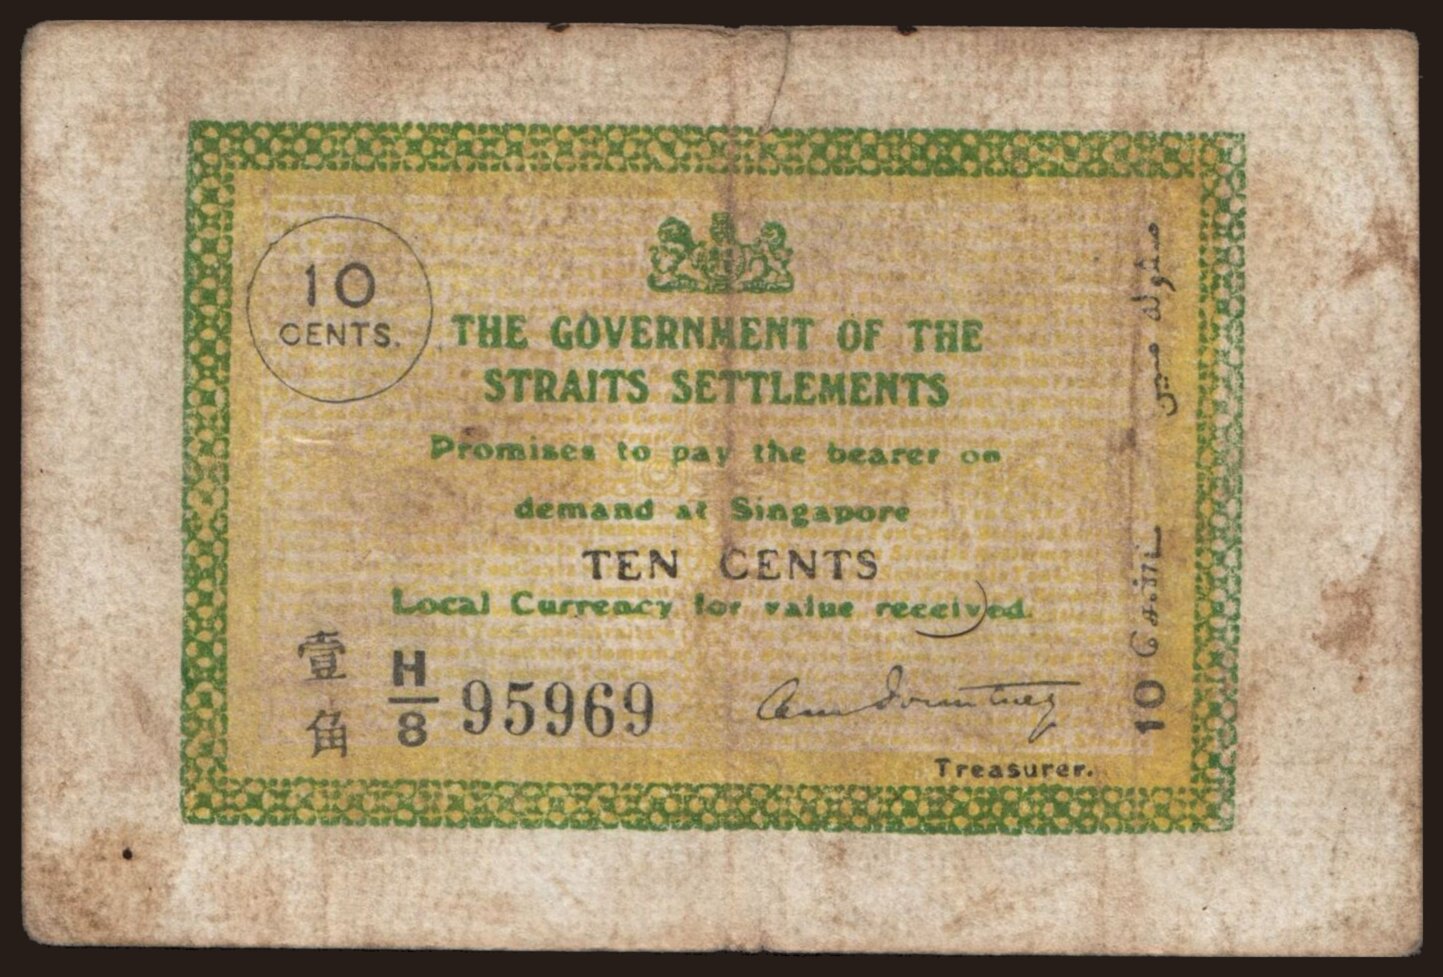 10
CENTS.
THE GOVERNMENT OF THE
STRAITS SETTLEMENTS
Promises to pay the bearer on
demand at Singapore
TEN CENTS
Local Currency for value received.
壹角
H/8 95969
Treasurer.
10